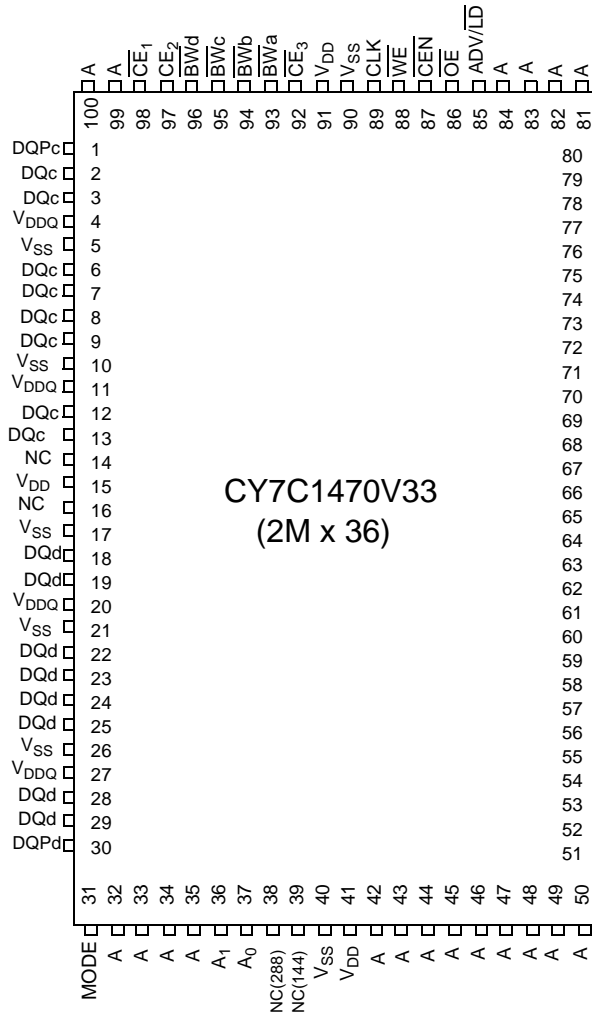 A
A
CE1
CE2
BWd
BWc
BWb
BWa
CE3
VDD
VSS
CLK
WE
CEN
OE
ADV/LD
A
A
A
A
100
99
98
97
96
95
94
93
92
91
90
89
88
87
86
85
84
83
82
81
DQPc 1
DQc 2
DQc 3
VDDQ 4
VSS 5
DQc 6
DQc 7
DQc 8
DQc 9
VSS 10
VDDQ 11
DQc 12
DQc 13
NC 14
VDD 15
NC 16
VSS 17
DQd 18
DQd 19
VDDQ 20
VSS 21
DQd 22
DQd 23
DQd 24
DQd 25
VSS 26
VDDQ 27
DQd 28
DQd 29
DQPd 30
CY7C1470V33
(2M x 36)
80
79
78
77
76
75
74
73
72
71
70
69
68
67
66
65
64
63
62
61
60
59
58
57
56
55
54
53
52
51
31
32
33
34
35
36
37
38
39
40
41
42
43
44
45
46
47
48
49
50
MODE
A
A
A
A
A1
A0
NC(288)
NC(144)
VSS
VDD
A
A
A
A
A
A
A
A
A